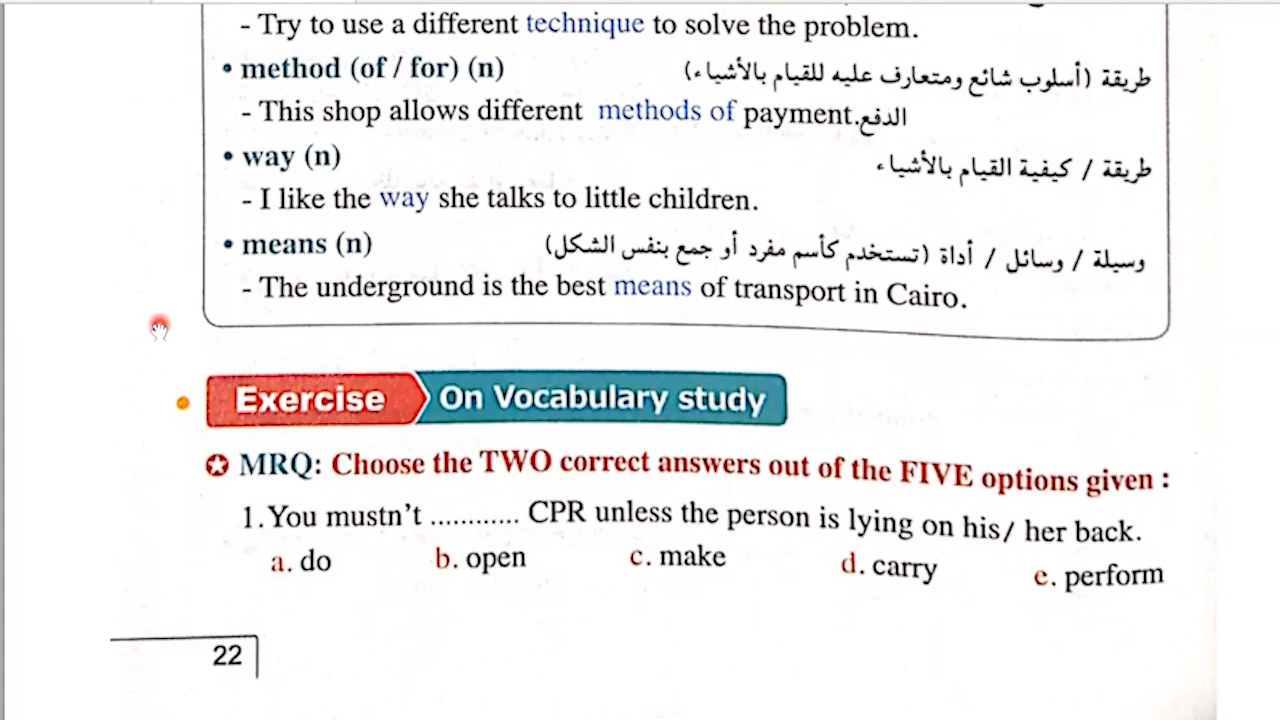 - Try to use a different technique to solve the problem.
• method (of / for) (n) طريقة (أسلوب شائع ومتعارف عليه للقيام بالأشياء)
- This shop allows different methods of payment. الدفع
• way (n) طريقة / كيفية القيام بالأشياء
- I like the way she talks to little children.
• means (n) وسيلة / وسائل / أداة (تستخدم كأسم مفرد أو جمع بنفس الشكل)
- The underground is the best means of transport in Cairo.
Exercise On Vocabulary study
MRQ: Choose the TWO correct answers out of the FIVE options given :
1. You mustn't ............ CPR unless the person is lying on his/ her back.
a. do b. open c. make d. carry e. perform
22